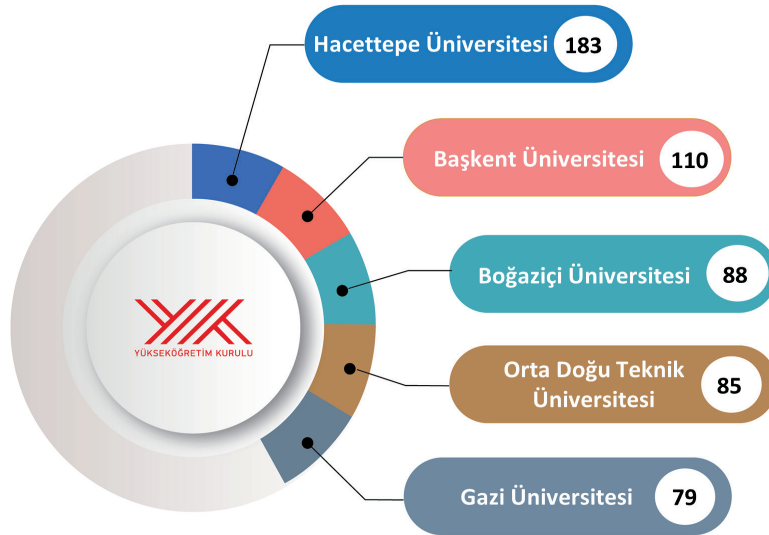 Hacettepe Üniversitesi 183
Başkent Üniversitesi 110
Boğaziçi Üniversitesi 88
YÜKSEKÖĞRETİM KURULU
Orta Doğu Teknik
Üniversitesi 85
Gazi Üniversitesi 79